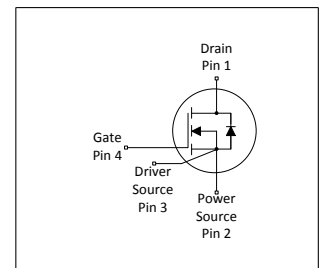 Drain
Pin 1
Gate
Pin 4
Driver
Source
Pin 3
Power
Source
Pin 2